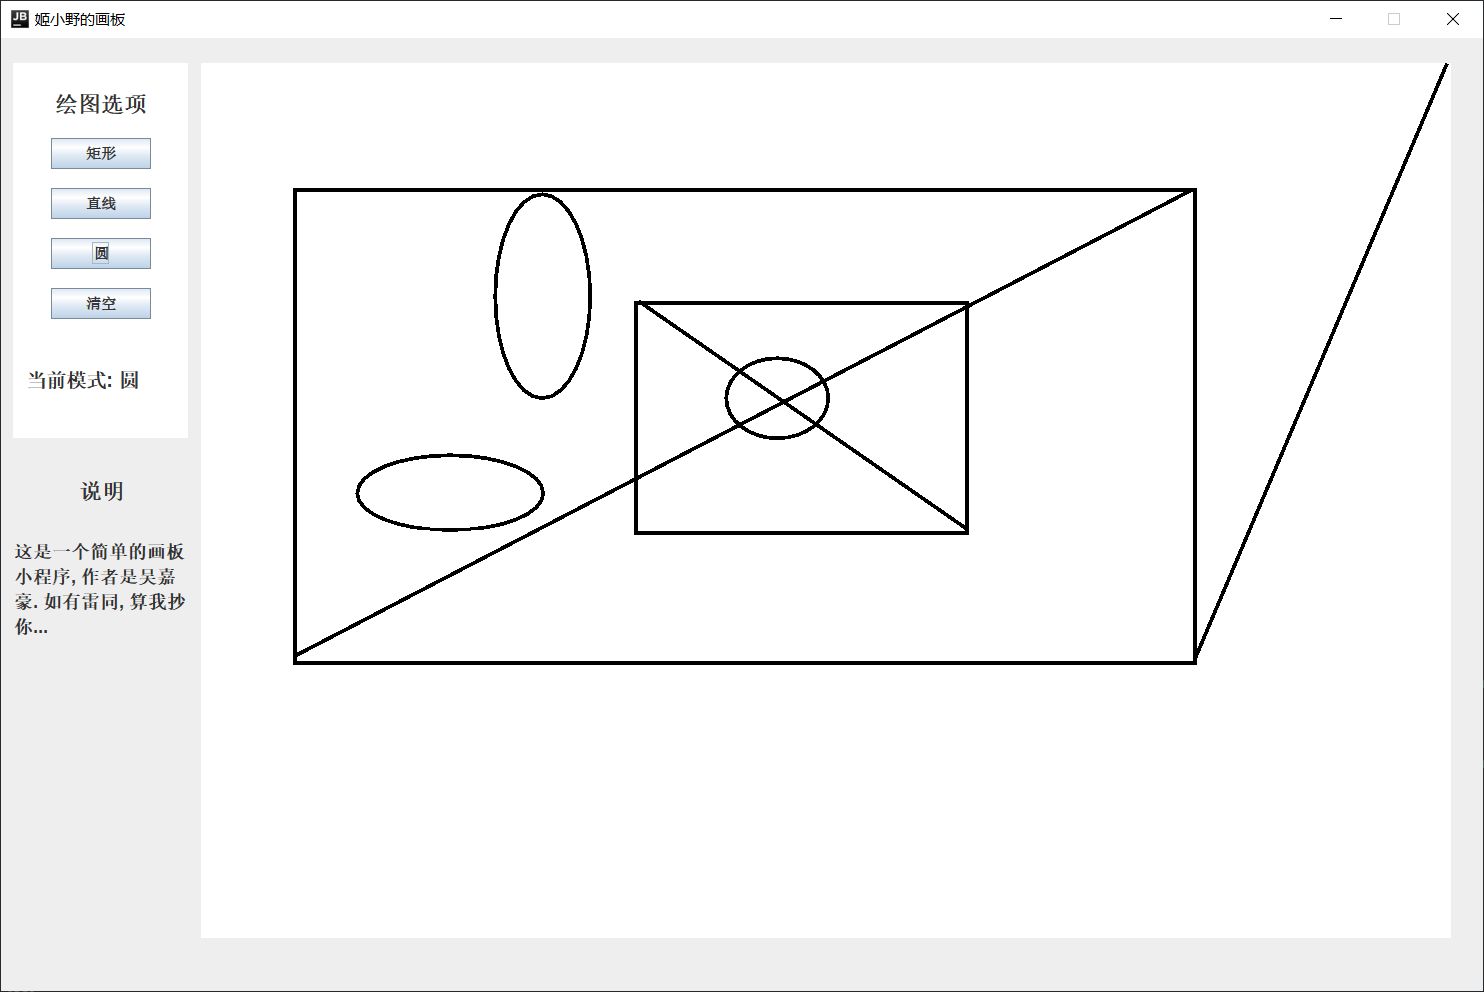 JB
姬小野的画板
绘图选项
矩形
直线
圆
清空
当前模式: 圆
说明
这是一个简单的画板
小程序, 作者是吴嘉
豪. 如有雷同, 算我抄
你...